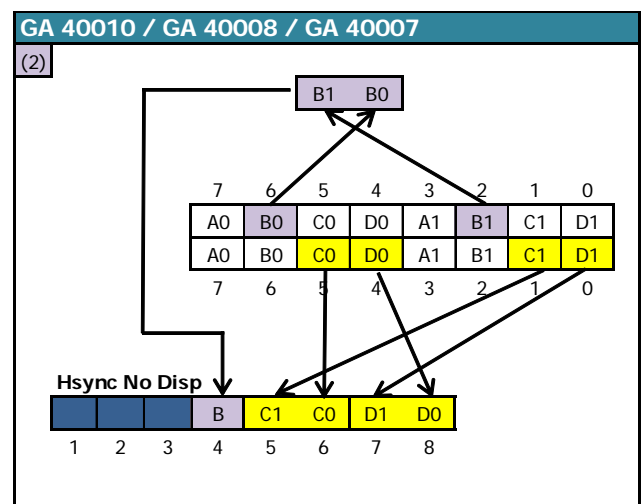 GA 40010 / GA 40008 / GA 40007
(2)
B1 B0
7 6 5 4 3 2 1 0
A0 B0 C0 D0 A1 B1 C1 D1
A0 B0 C0 D0 A1 B1 C1 D1
7 6 5 4 3 2 1 0
Hsync No Disp
B C1 C0 D1 D0
1 2 3 4 5 6 7 8